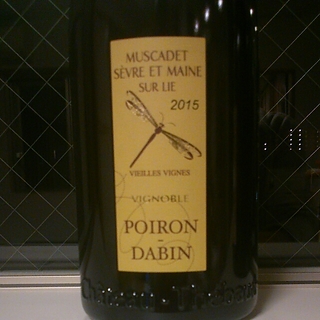 MUSCADET
SÈVRE ET MAINE
SUR LIE
2015
VIEILLES VIGNES
VIGNOBLE
POIRON
-
DABIN